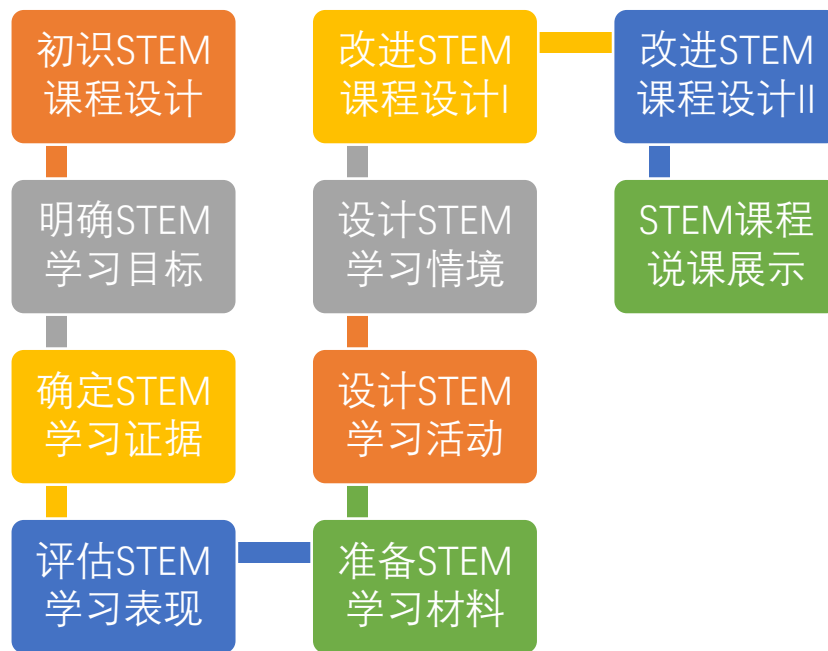 初识STEM
课程设计
明确STEM
学习目标
确定STEM
学习证据
评估STEM
学习表现
准备STEM
学习材料
设计STEM
学习活动
设计STEM
学习情境
改进STEM
课程设计I
改进STEM
课程设计II
STEM课程
说课展示